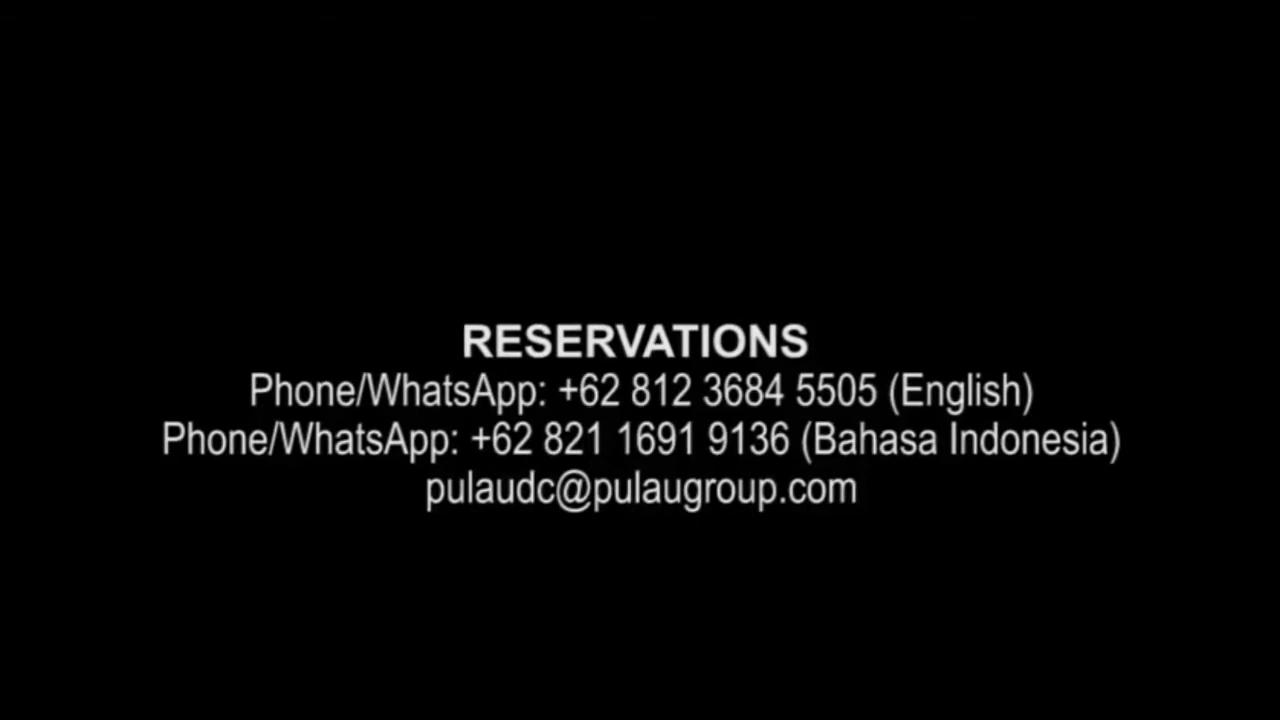 RESERVATIONS
Phone/WhatsApp: +62 812 3684 5505 (English)
Phone/WhatsApp: +62 821 1691 9136 (Bahasa Indonesia)
pulaudc@pulaugroup.com